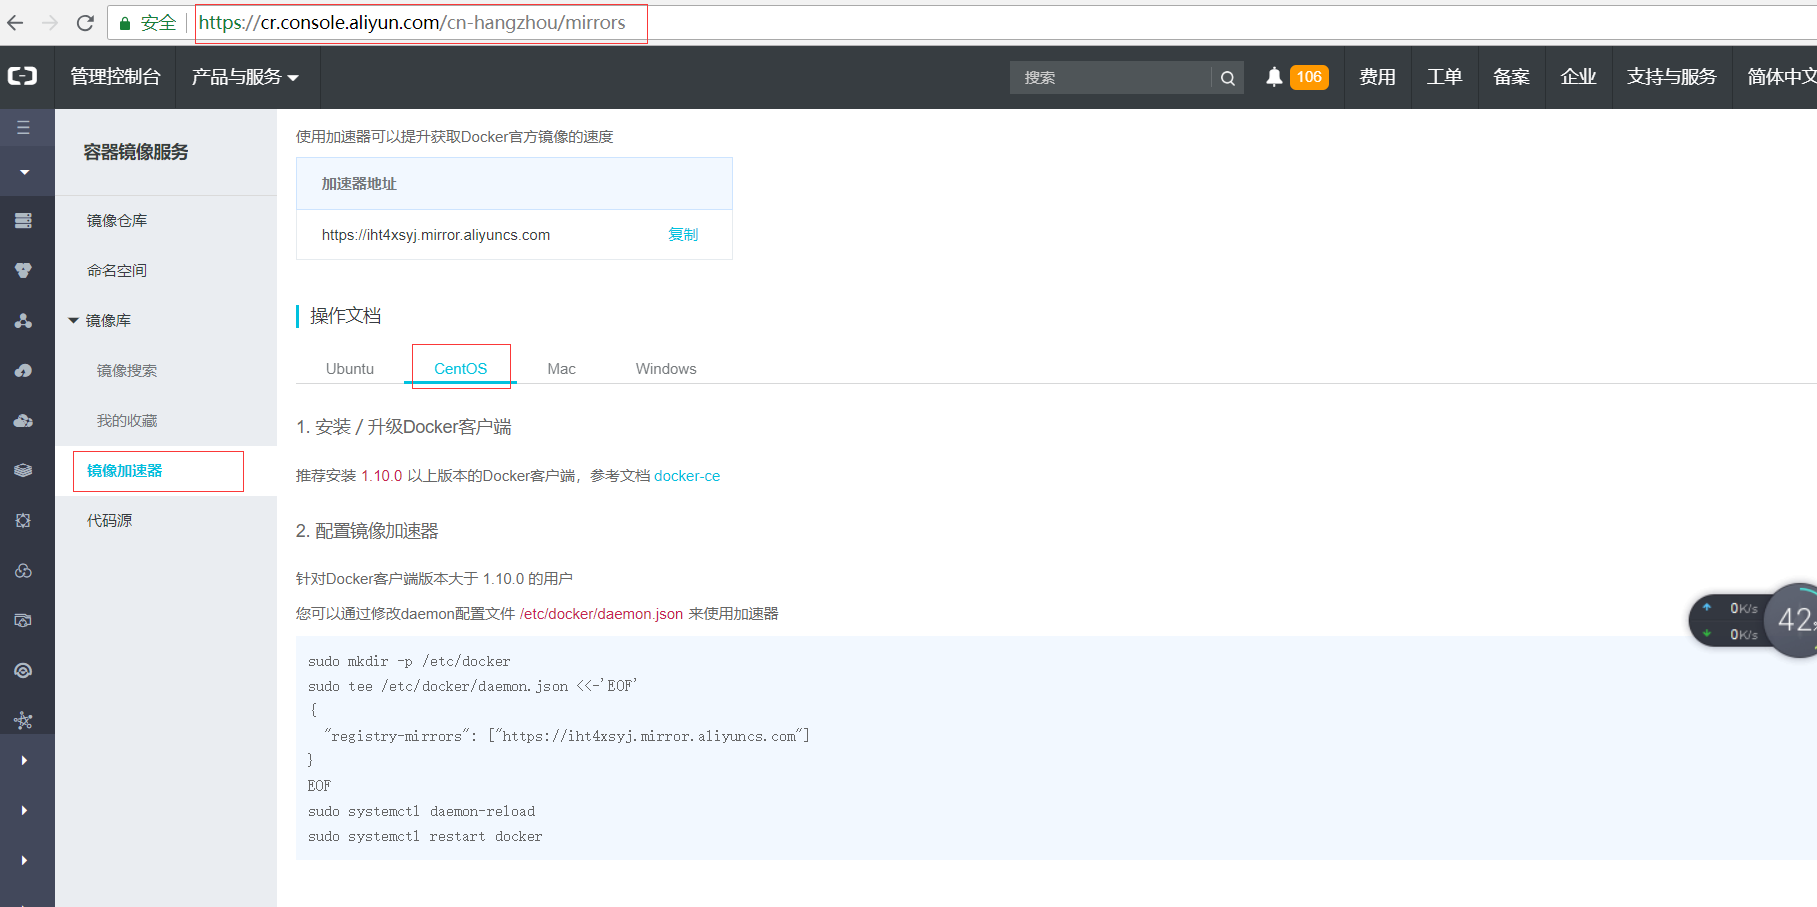 安全
https://cr.console.aliyun.com/cn-hangzhou/mirrors
管理控制台
产品与服务
搜索
106
费用
工单
备案
企业
支持与服务
简体中文
容器镜像服务
镜像仓库
命名空间
镜像库
镜像搜索
我的收藏
镜像加速器
代码源
使用加速器可以提升获取Docker官方镜像的速度
加速器地址
https://iht4xsyj.mirror.aliyuncs.com 复制
操作文档
Ubuntu CentOS Mac Windows
1. 安装 / 升级Docker客户端
推荐安装 1.10.0 以上版本的Docker客户端，参考文档 docker-ce
2. 配置镜像加速器
针对Docker客户端版本大于 1.10.0 的用户
您可以通过修改daemon配置文件 /etc/docker/daemon.json 来使用加速器
sudo mkdir -p /etc/docker
sudo tee /etc/docker/daemon.json <<-'EOF'
{
  "registry-mirrors": ["https://iht4xsyj.mirror.aliyuncs.com"]
}
EOF
sudo systemctl daemon-reload
sudo systemctl restart docker
0K/s
0K/s
42%